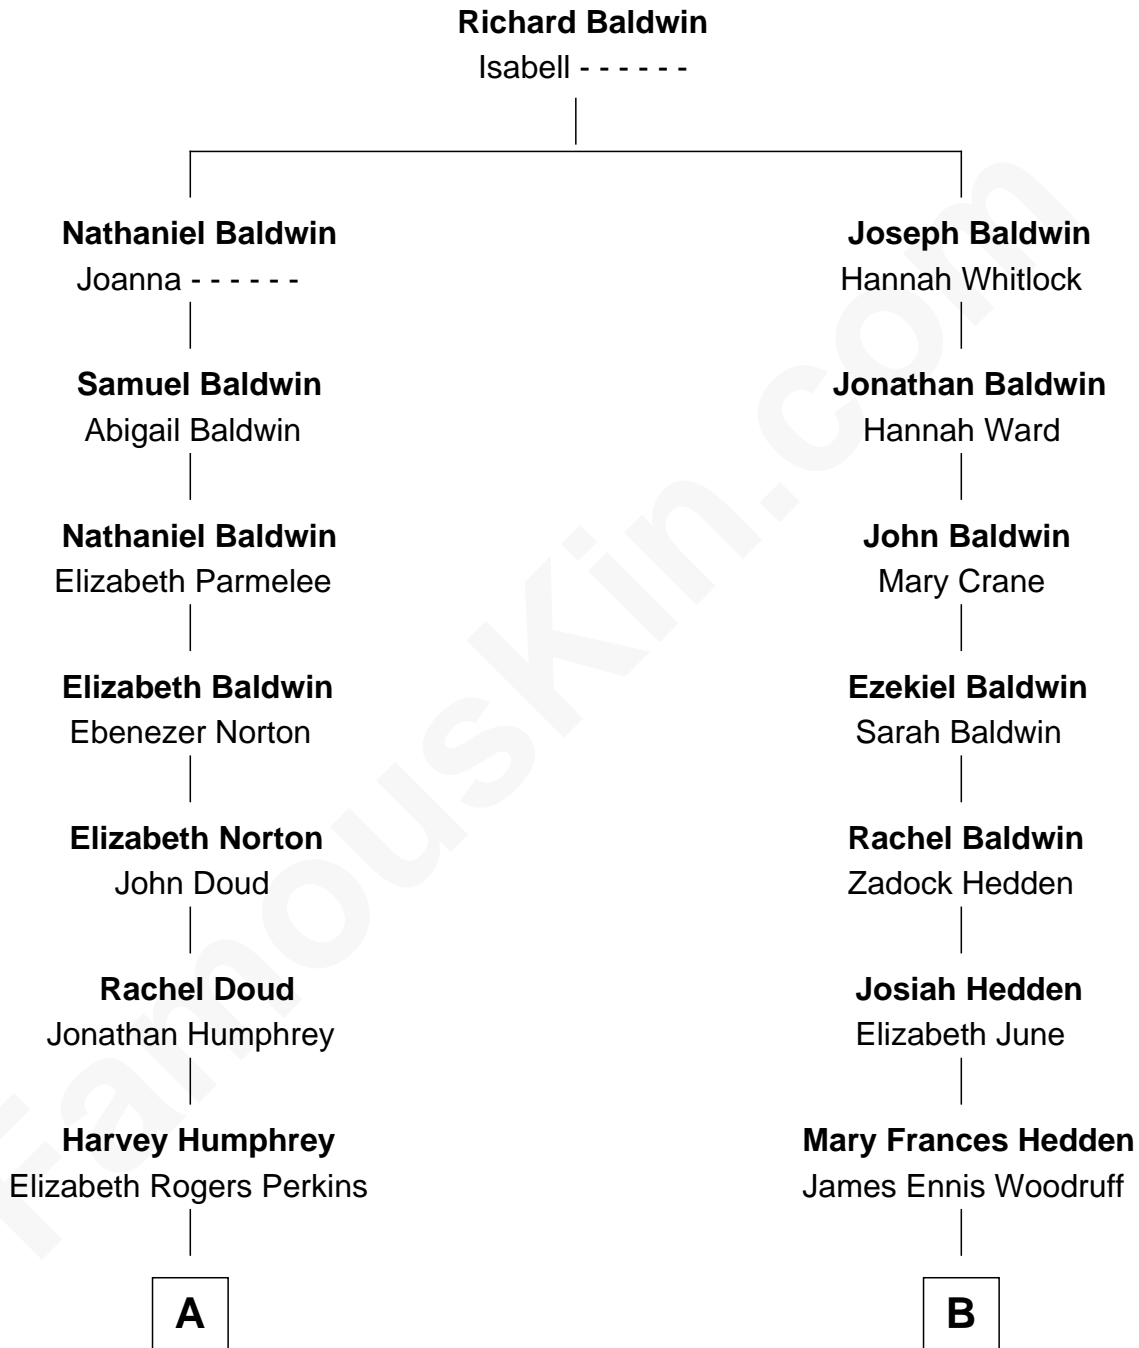 Richard Baldwin
Isabell - - - - - -
Nathaniel Baldwin
Joanna - - - - - -
Joseph Baldwin
Hannah Whitlock
Samuel Baldwin
Abigail Baldwin
Jonathan Baldwin
Hannah Ward
Nathaniel Baldwin
Elizabeth Parmelee
John Baldwin
Mary Crane
Elizabeth Baldwin
Ebenezer Norton
Ezekiel Baldwin
Sarah Baldwin
Elizabeth Norton
John Doud
Rachel Baldwin
Zadock Hedden
Rachel Doud
Jonathan Humphrey
Josiah Hedden
Elizabeth June
Harvey Humphrey
Elizabeth Rogers Perkins
Mary Frances Hedden
James Ennis Woodruff
A
B
FamousKin.com